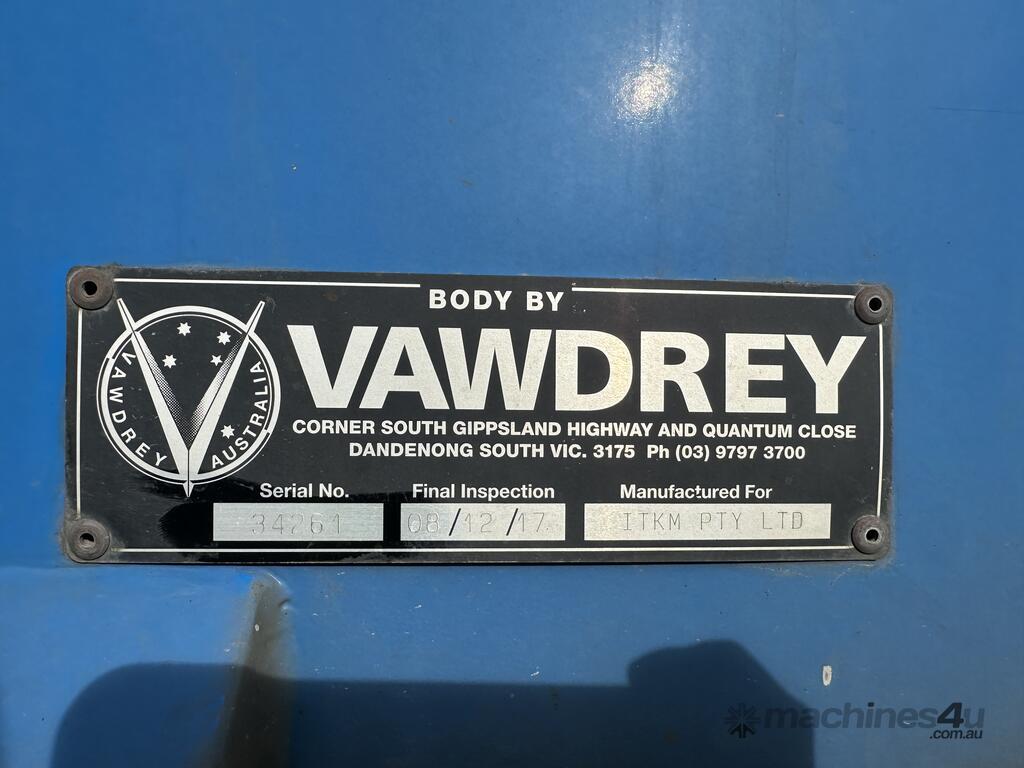 BODY BY
VAWDREY AUSTRALIA
VAWDREY
CORNER SOUTH GIPPSLAND HIGHWAY AND QUANTUM CLOSE
DANDENONG SOUTH VIC. 3175 Ph (03) 9797 3700
Serial No. Final Inspection Manufactured For
34261 08/12/17 ITKM PTY LTD
machines4u
.com.au